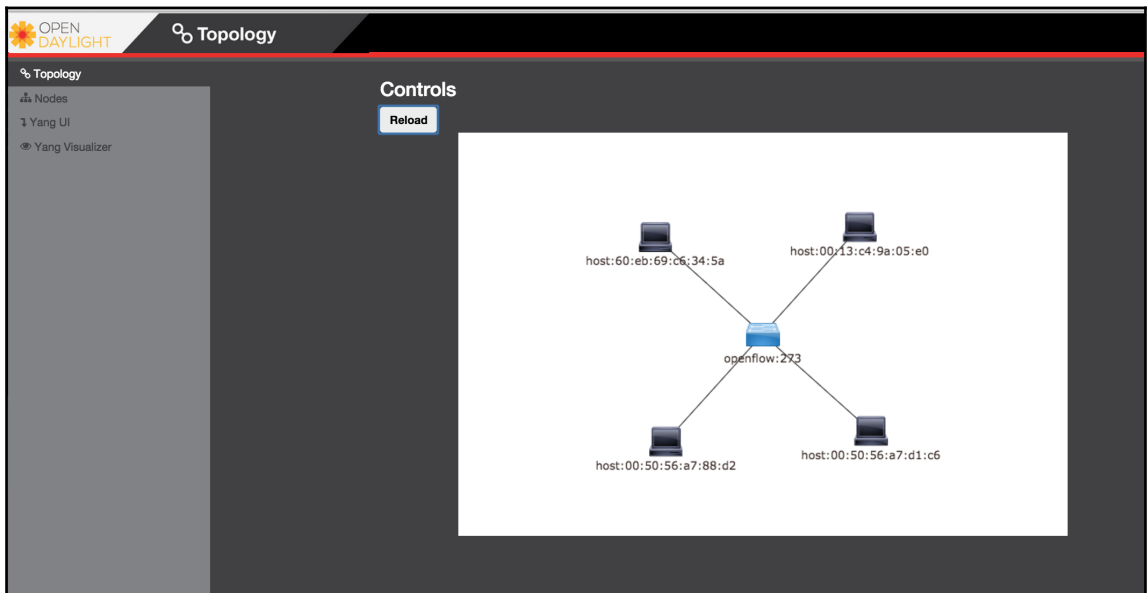 OPEN
DAYLIGHT
Topology
Topology
Nodes
Yang UI
Yang Visualizer
Controls
Reload
host:60:eb:69:c6:34:5a
host:00:13:c4:9a:05:e0
openflow:273
host:00:50:56:a7:88:d2
host:00:50:56:a7:d1:c6